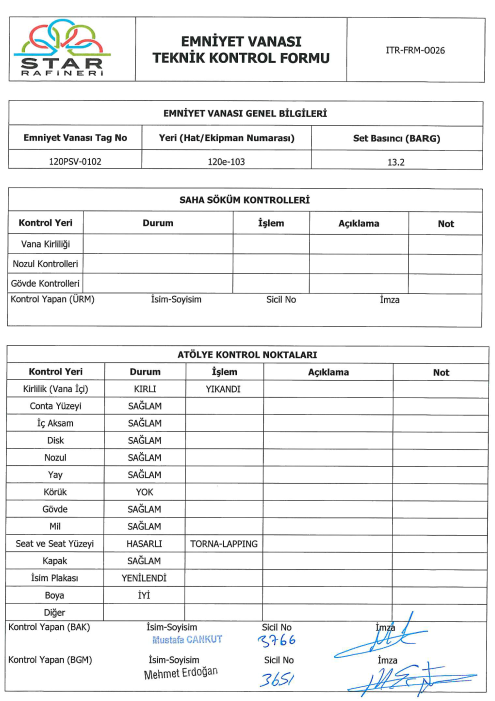 STAR
RAFİNERİ
EMNİYET VANASI
TEKNİK KONTROL FORMU
ITR-FRM-O026
EMNİYET VANASI GENEL BİLGİLERİ
Emniyet Vanası Tag No Yeri (Hat/Ekipman Numarası) Set Basıncı (BARG)
120PSV-0102 120e-103 13.2
SAHA SÖKÜM KONTROLLERİ
Kontrol Yeri Durum İşlem Açıklama Not
Vana Kirliliği
Nozul Kontrolleri
Gövde Kontrolleri
Kontrol Yapan (ÜRM) İsim-Soyisim Sicil No İmza
ATÖLYE KONTROL NOKTALARI
Kontrol Yeri Durum İşlem Açıklama Not
Kirlilik (Vana İçi) KIRLI YIKANDI
Conta Yüzeyi SAĞLAM
İç Aksam SAĞLAM
Disk SAĞLAM
Nozul SAĞLAM
Yay SAĞLAM
Körük YOK
Gövde SAĞLAM
Mil SAĞLAM
Seat ve Seat Yüzeyi HASARLI TORNA-LAPPING
Kapak SAĞLAM
İsim Plakası YENİLENDİ
Boya İYİ
Diğer
Kontrol Yapan (BAK) İsim-Soyisim Sicil No İmza
Mustafa CANKUT 3766
Kontrol Yapan (BGM) İsim-Soyisim Sicil No İmza
Mehmet Erdoğan 3651